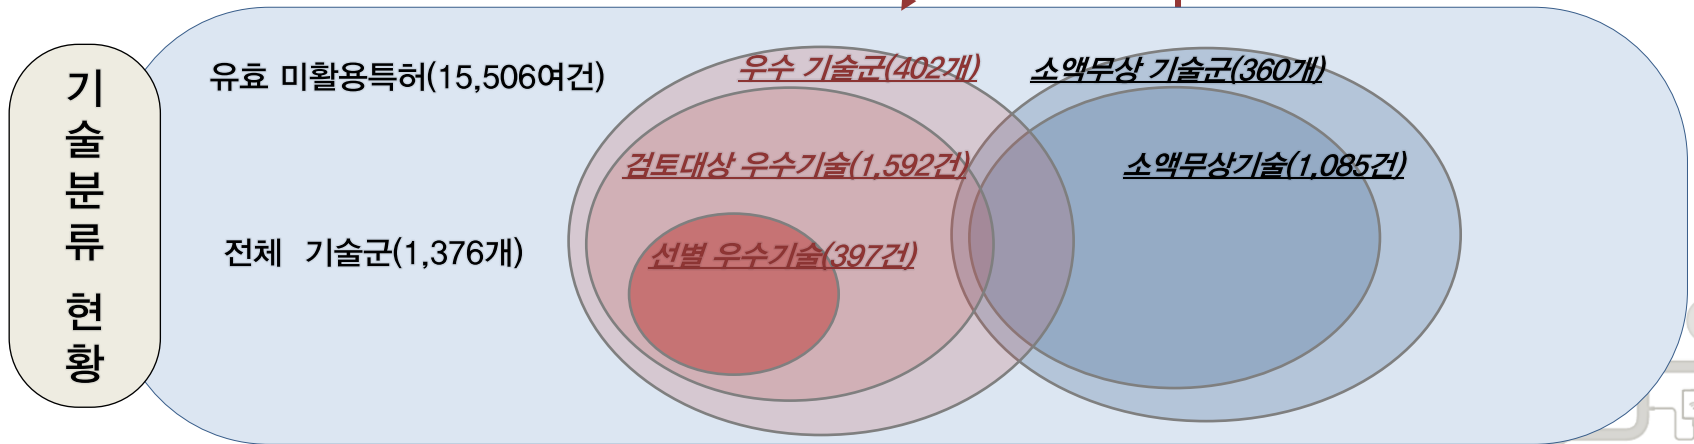 기술분류 현황
유효 미활용특허(15,506여건)
우수 기술군(402개)
소액무상 기술군(360개)
검토대상 우수기술(1,592건)
소액무상기술(1,085건)
전체 기술군(1,376개)
선별 우수기술(397건)